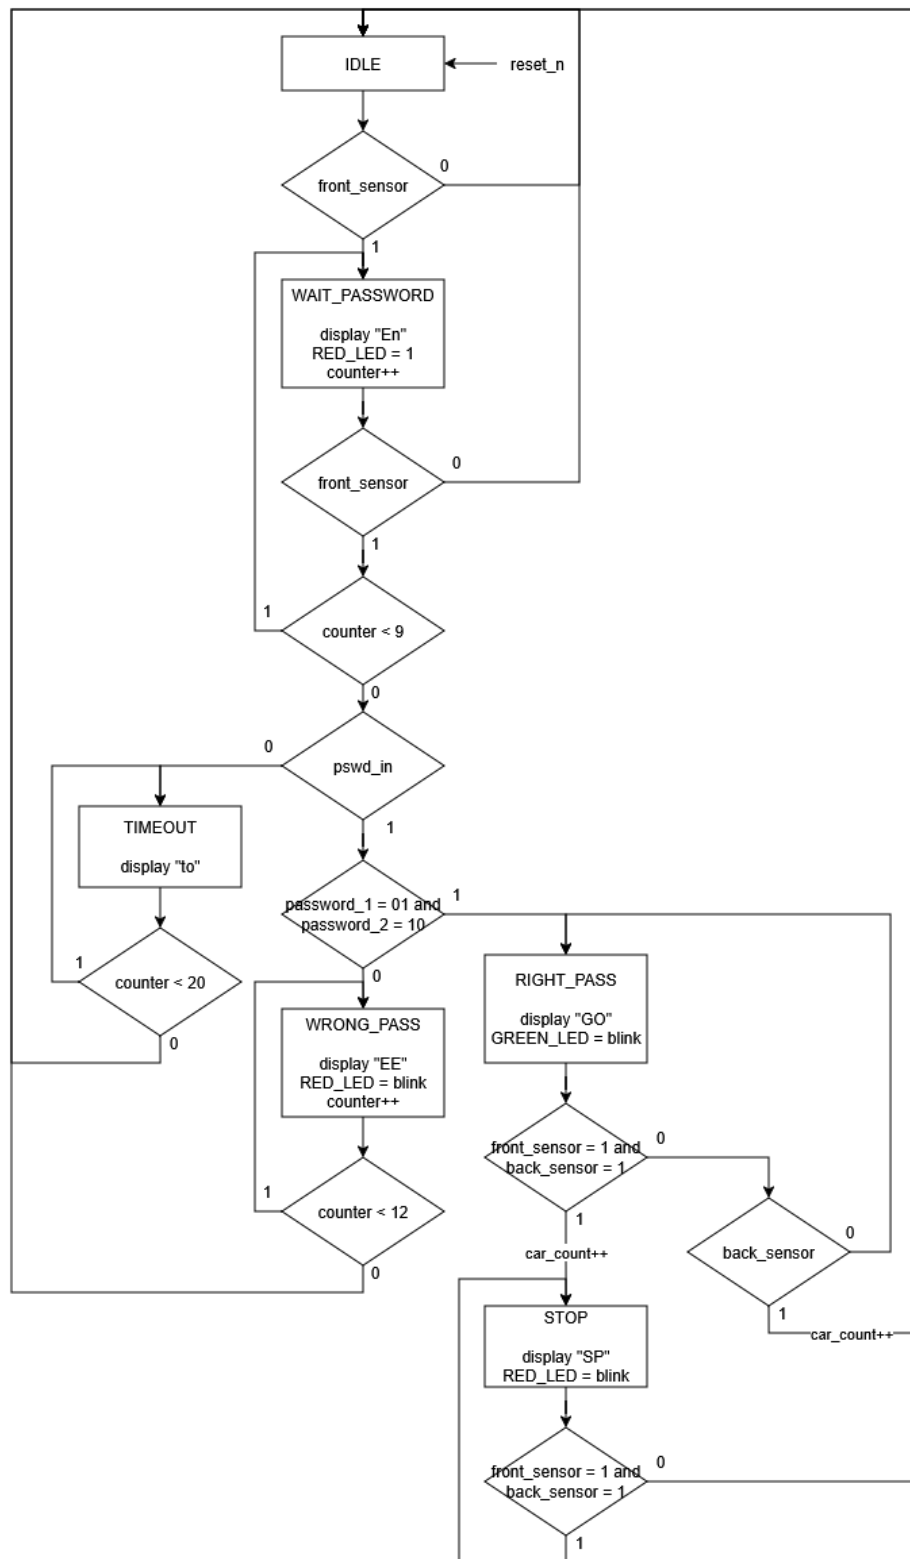 IDLE
reset_n
front_sensor
0
1
WAIT_PASSWORD
display "En"
RED_LED = 1
counter++
front_sensor
0
1
counter < 9
1
0
pswd_in
0
1
TIMEOUT
display "to"
counter < 20
1
0
password_1 = 01 and
password_2 = 10
1
0
WRONG_PASS
display "EE"
RED_LED = blink
counter++
counter < 12
1
0
RIGHT_PASS
display "GO"
GREEN_LED = blink
front_sensor = 1 and
back_sensor = 1
0
1
back_sensor
0
1
car_count++
car_count++
STOP
display "SP"
RED_LED = blink
front_sensor = 1 and
back_sensor = 1
0
1